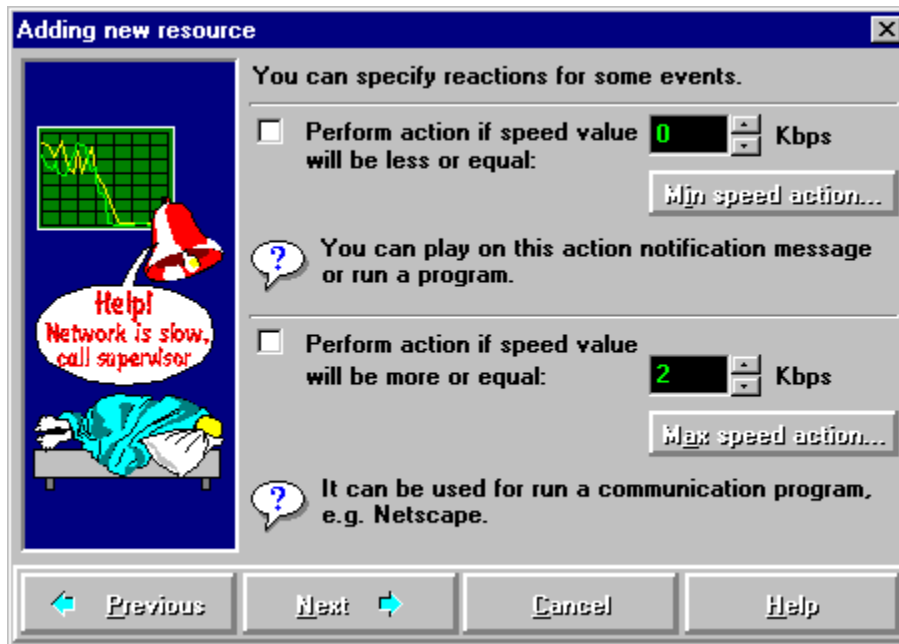 Adding new resource
You can specify reactions for some events.
Perform action if speed value
will be less or equal:
0
Kbps
Min speed action...
?
You can play on this action notification message
or run a program.
Help!
Network is slow,
call supervisor
Perform action if speed value
will be more or equal:
2
Kbps
Max speed action...
?
It can be used for run a communication program,
e.g. Netscape.
Previous
Next
Cancel
Help